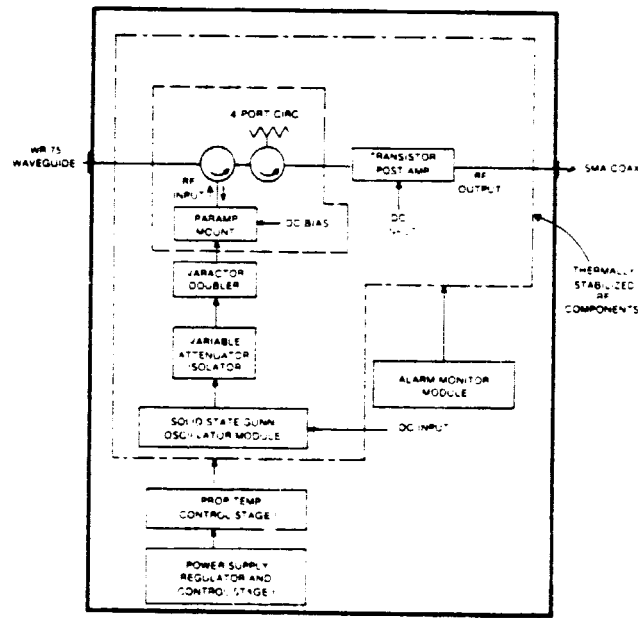 4 PORT CIRC
WR 75
WAVEGUIDE
RF
INPUT
TRANSISTOR
POST AMP
RF
OUTPUT
SMA COAX
PARAMP
MOUNT
DC BIAS
DC
VARACTOR
DOUBLER
THERMALLY
STABILIZED
RF
COMPONENTS
VARIABLE
ATTENUATOR
ISOLATOR
ALARM MONITOR
MODULE
SOLID STATE GUNN
OSCILLATOR MODULE
DC INPUT
PROP TEMP
CONTROL STAGE
POWER SUPPLY
REGULATOR AND
CONTROL STAGE